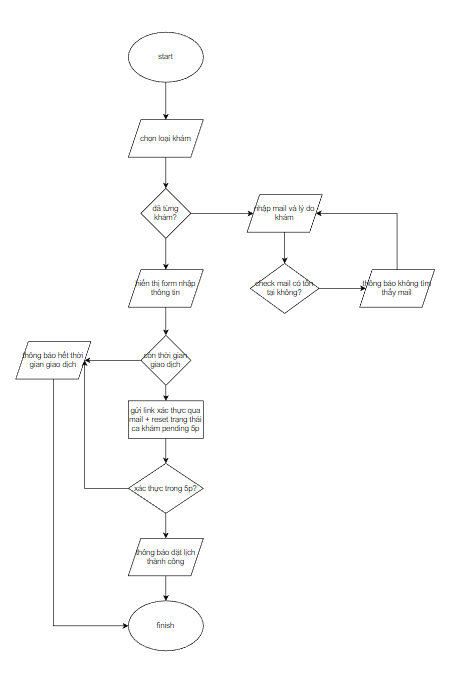 start
chọn loại khám
đã từng
khám?
nhập mail và lý do
khám
hiển thị form nhập
thông tin
check mail có tồn
tại không?
thông báo không tìm
thấy mail
thông báo hết thời
gian giao dịch
còn thời gian
giao dịch
gửi link xác thực qua
mail + reset trạng thái
ca khám pending 5p
xác thực trong 5p?
thông báo đặt lịch
thành công
finish